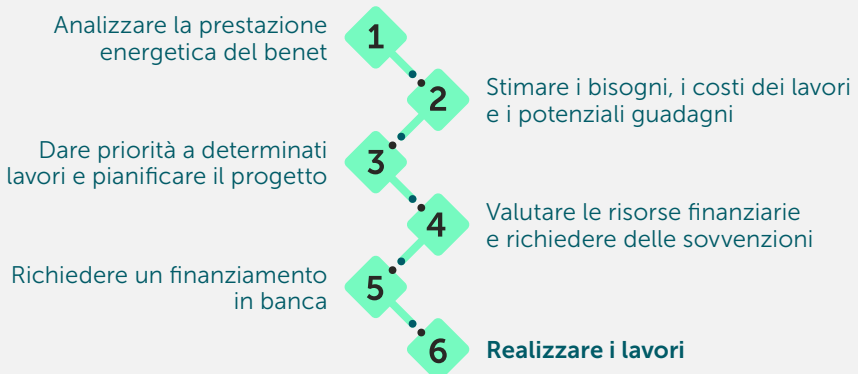 Analizzare la prestazione
energetica del benet
1
2
Stimare i bisogni, i costi dei lavori
e i potenziali guadagni
Dare priorità a determinati
lavori e pianificare il progetto
3
4
Valutare le risorse finanziarie
e richiedere delle sovvenzioni
Richiedere un finanziamento
in banca
5
6
Realizzare i lavori